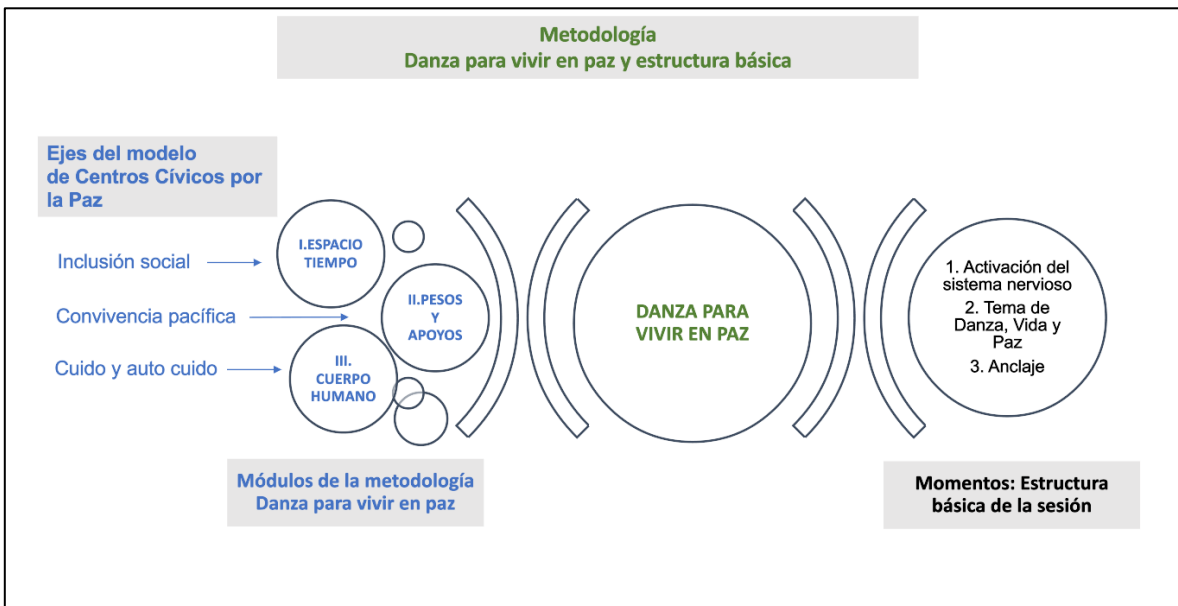 Metodología
Danza para vivir en paz y estructura básica
Ejes del modelo
de Centros Cívicos por
la Paz
Inclusión social
Convivencia pacífica
Cuido y auto cuido
I.ESPACIO
TIEMPO
II.PESOS
Y
APOYOS
III.
CUERPO
HUMANO
Módulos de la metodología
Danza para vivir en paz
DANZA PARA
VIVIR EN PAZ
1. Activación del
sistema nervioso
2. Tema de
Danza, Vida y
Paz
3. Anclaje
Momentos: Estructura
básica de la sesión